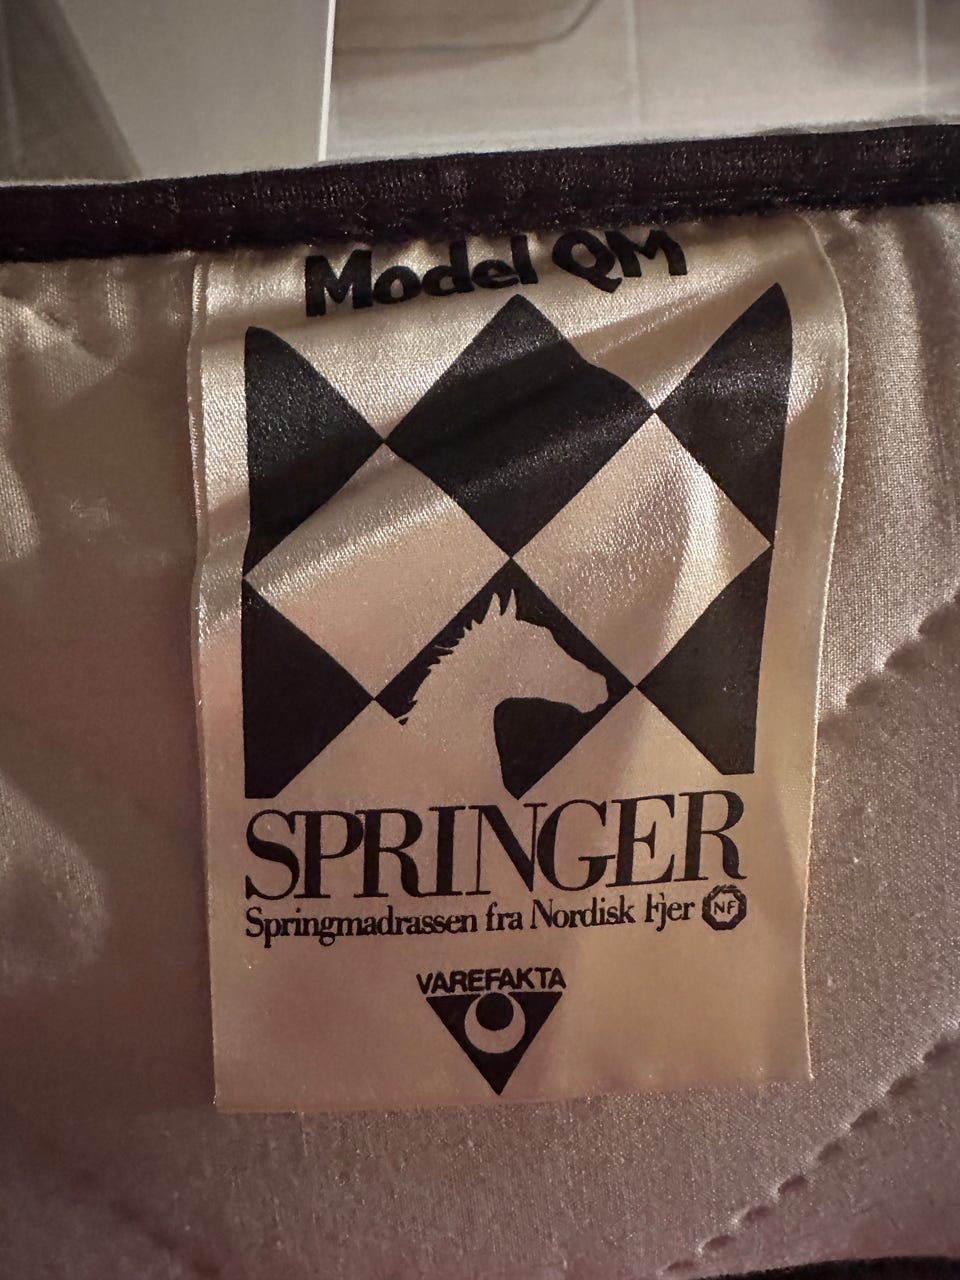 Model QM
SPRINGER
Springmadrassen fra Nordisk Fjer NF
VAREFAKTA